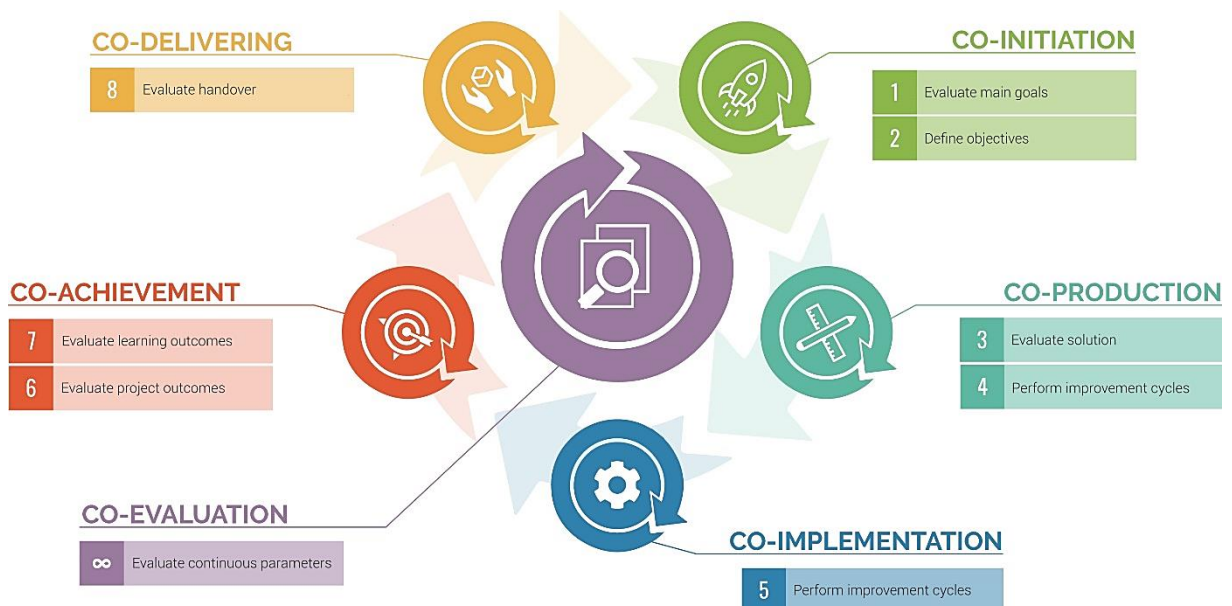 CO-DELIVERING
8 Evaluate handover
CO-INITIATION
1 Evaluate main goals
2 Define objectives
CO-ACHIEVEMENT
7 Evaluate learning outcomes
6 Evaluate project outcomes
CO-PRODUCTION
3 Evaluate solution
4 Perform improvement cycles
CO-EVALUATION
∞ Evaluate continuous parameters
CO-IMPLEMENTATION
5 Perform improvement cycles